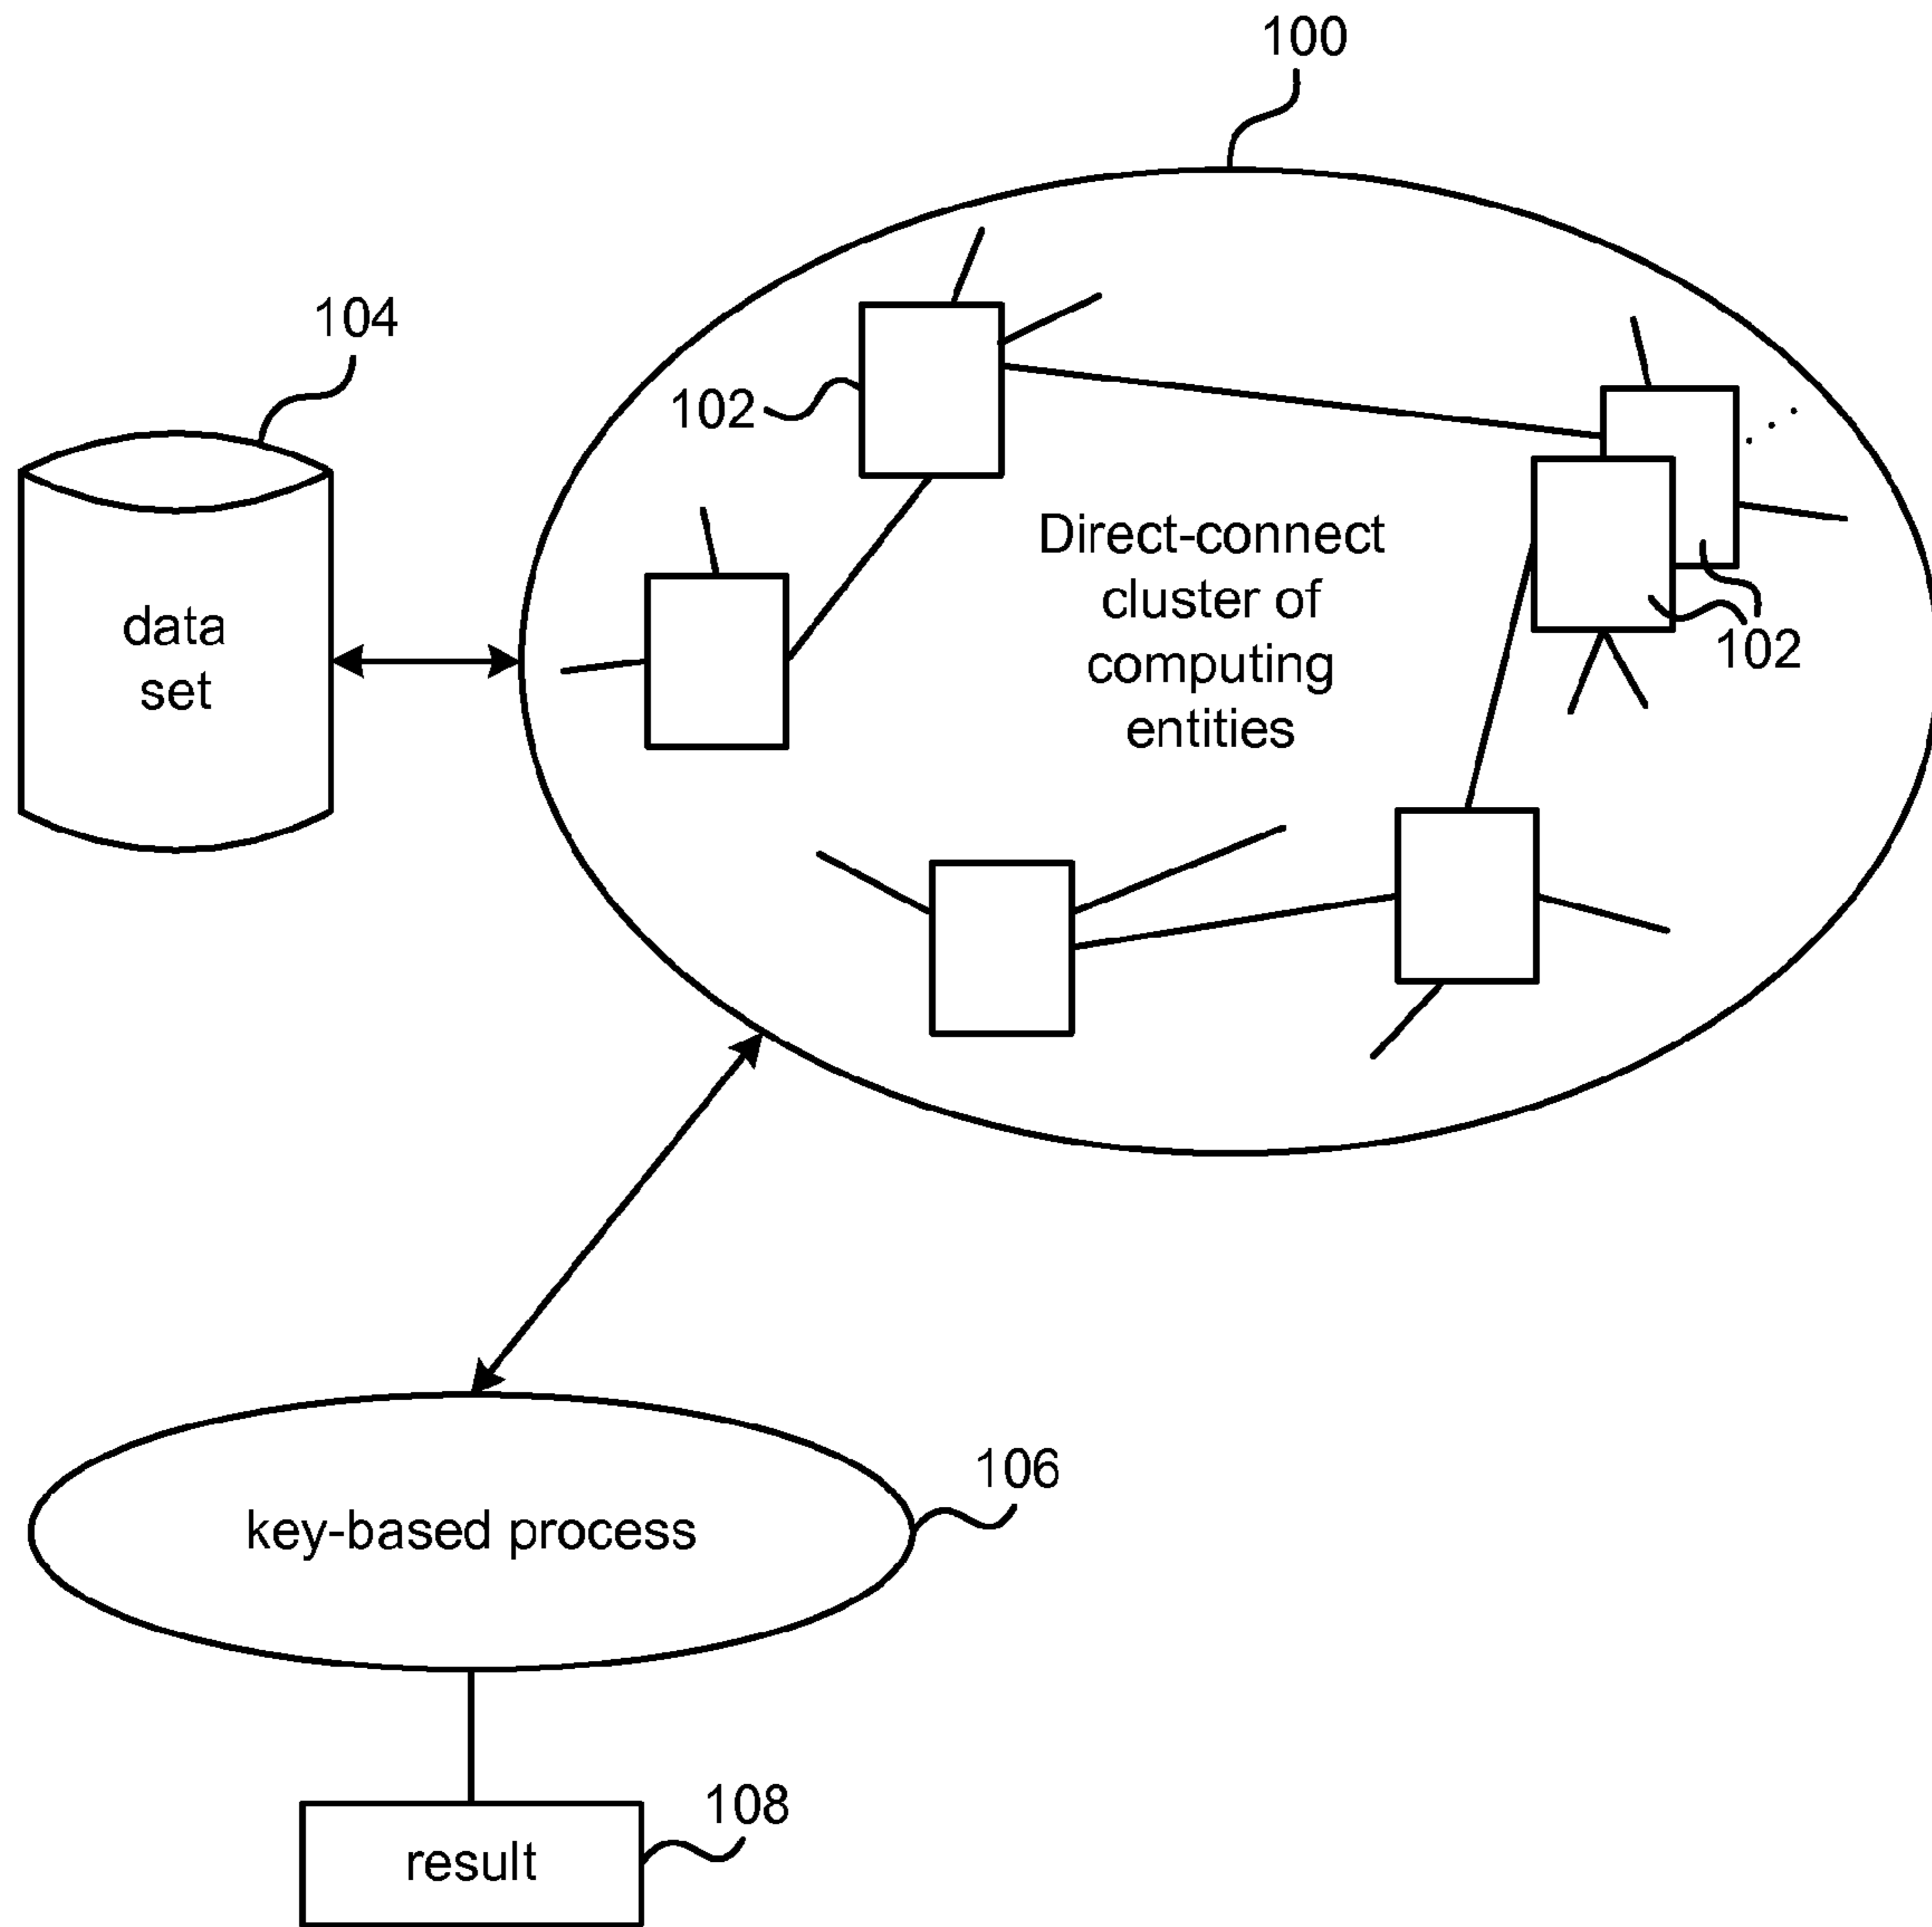 100
104
102
Direct-connect
cluster of
computing
entities
102
data
set
106
key-based process
108
result